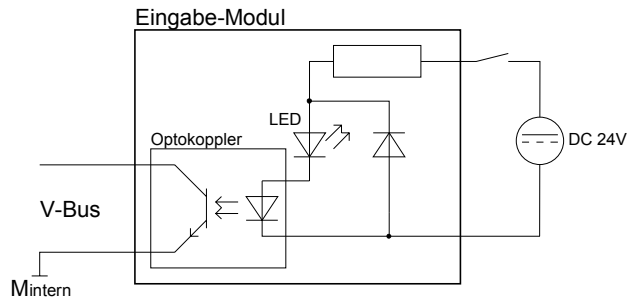 Eingabe-Modul
LED
Optokoppler
DC 24V
V-Bus
Mintern